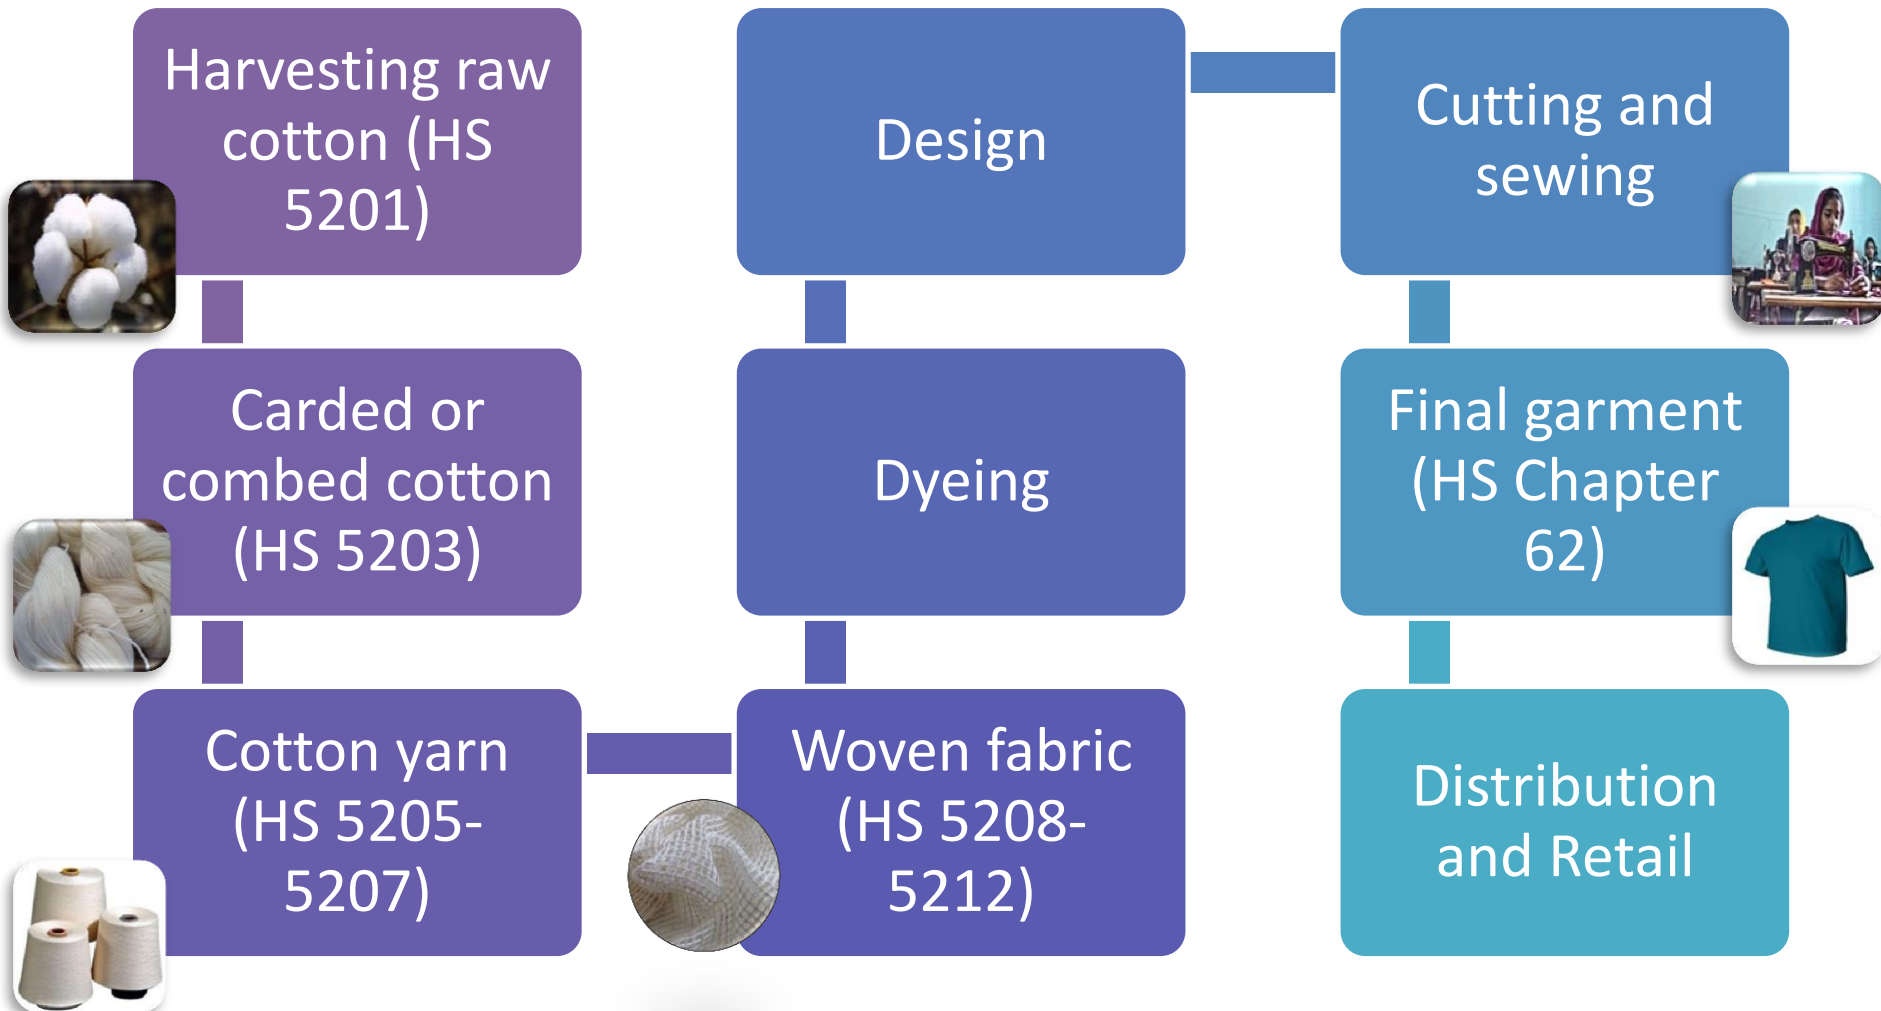 Harvesting raw
cotton (HS
5201)
Carded or
combed cotton
(HS 5203)
Cotton yarn
(HS 5205-
5207)
Woven fabric
(HS 5208-
5212)
Dyeing
Design
Cutting and
sewing
Final garment
(HS Chapter
62)
Distribution
and Retail